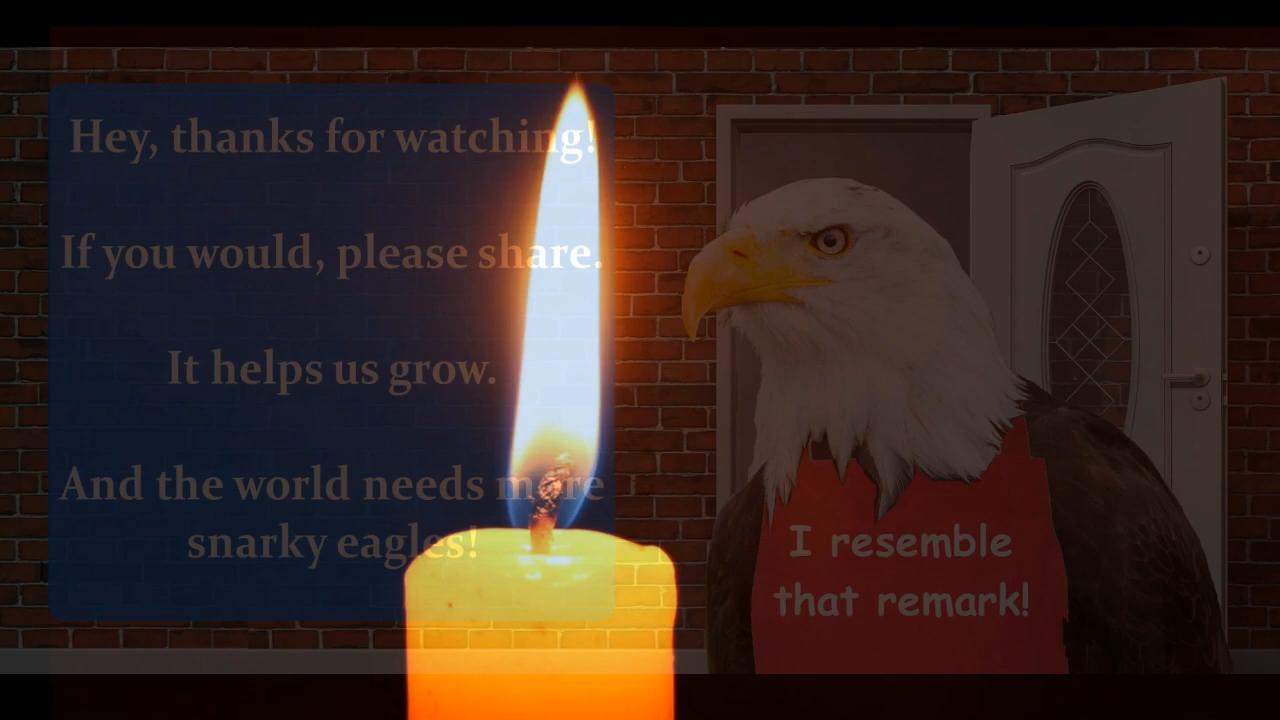 Hey, thanks for watching!
If you would, please share.
It helps us grow.
And the world needs more
snarky eagles!
I resemble
that remark!